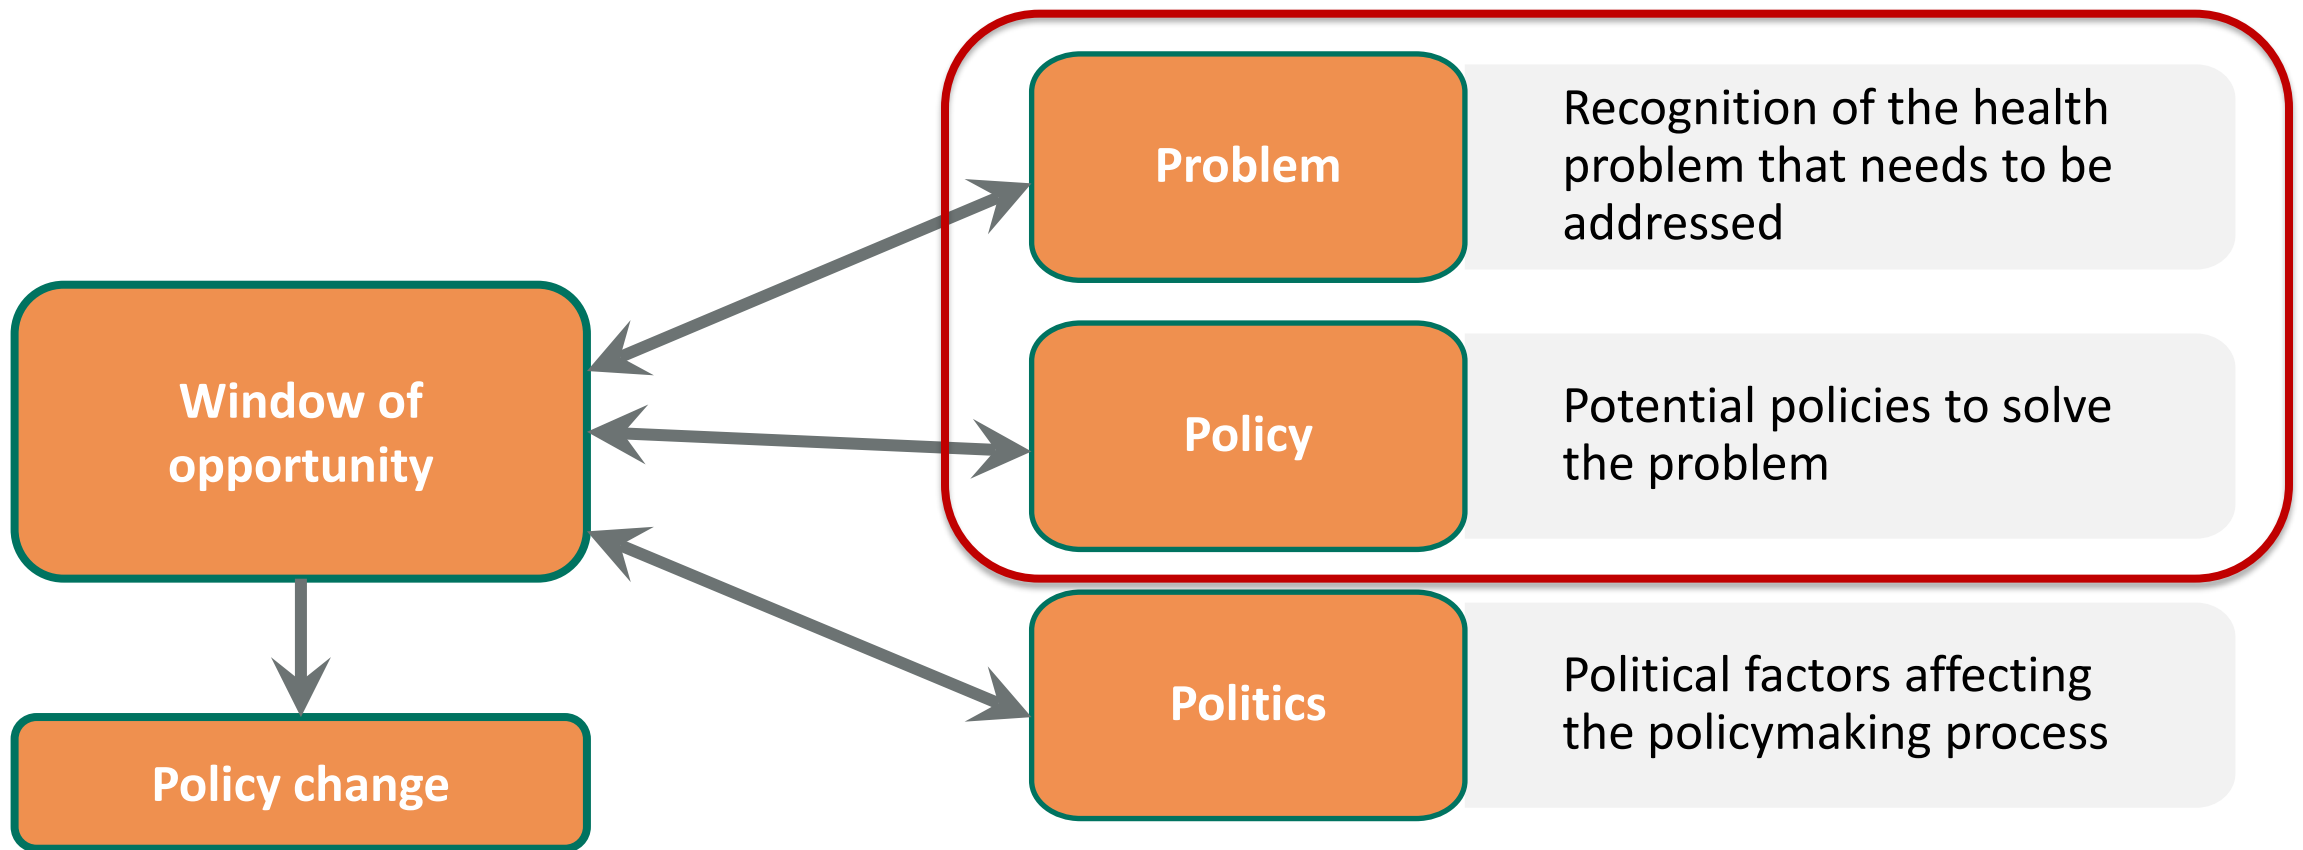 Problem
Recognition of the health
problem that needs to be
addressed
Window of
opportunity
Policy
Potential policies to solve
the problem
Politics
Political factors affecting
the policymaking process
Policy change